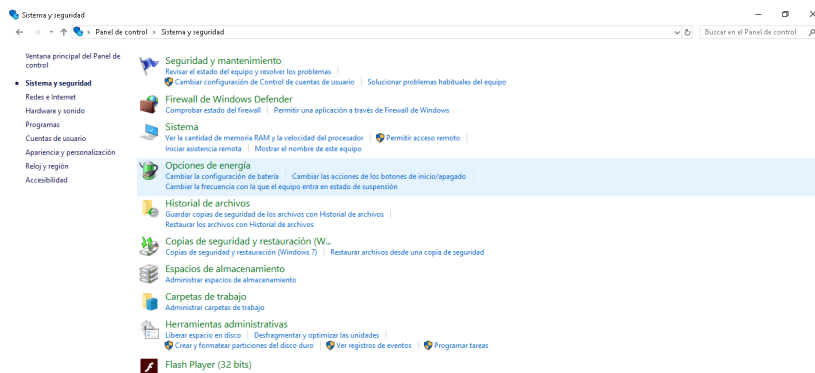 Sistema y seguridad
Panel de control > Sistema y seguridad
Buscar en el Panel de control
Ventana principal del Panel de
control
Sistema y seguridad
Redes e Internet
Hardware y sonido
Programas
Cuentas de usuario
Apariencia y personalización
Reloj y región
Accesibilidad
Seguridad y mantenimiento
Revisar el estado del equipo y resolver los problemas
Cambiar configuración de Control de cuentas de usuario | Solucionar problemas habituales del equipo
Firewall de Windows Defender
Comprobar estado del firewall | Permitir una aplicación a través de Firewall de Windows
Sistema
Ver la cantidad de memoria RAM y la velocidad del procesador | Permitir acceso remoto
Iniciar asistencia remota | Mostrar el nombre de este equipo
Opciones de energía
Cambiar la configuración de batería | Cambiar las acciones de los botones de inicio/apagado
Cambiar la frecuencia con la que el equipo entra en estado de suspensión
Historial de archivos
Guardar copias de seguridad de los archivos con Historial de archivos
Restaurar los archivos con Historial de archivos
Copias de seguridad y restauración (W...
Copias de seguridad y restauración (Windows 7) | Restaurar archivos desde una copia de seguridad
Espacios de almacenamiento
Administrar espacios de almacenamiento
Carpetas de trabajo
Administrar carpetas de trabajo
Herramientas administrativas
Liberar espacio en disco | Desfragmentar y optimizar las unidades
Crear y formatear particiones del disco duro | Ver registros de eventos | Programar tareas
Flash Player (32 bits)